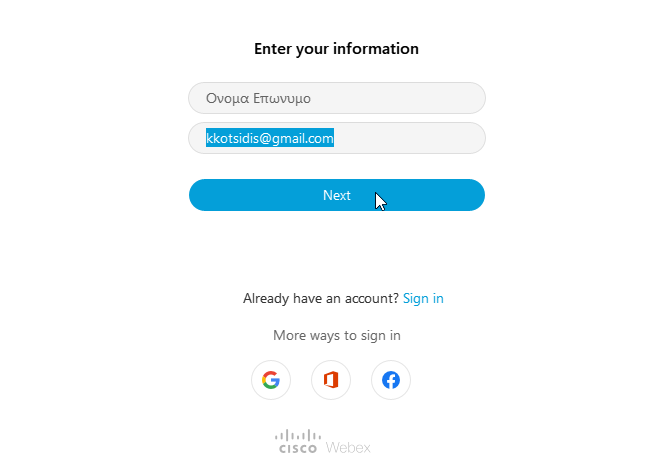 Enter your information
Ονομα Επωνυμο
kkotsidis@gmail.com
Next
Already have an account? Sign in
More ways to sign in
CISCO Webex